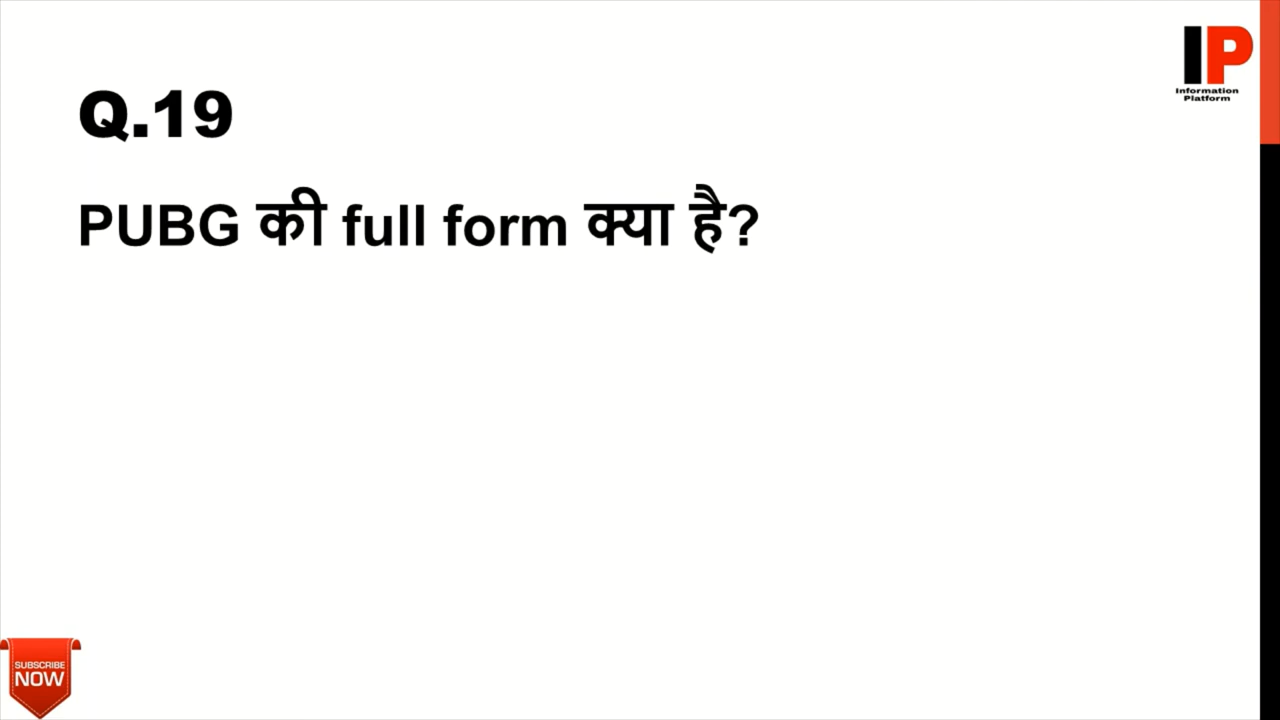 IP
Information
Platform
Q.19
PUBG की full form क्या है?
SUBSCRIBE
NOW